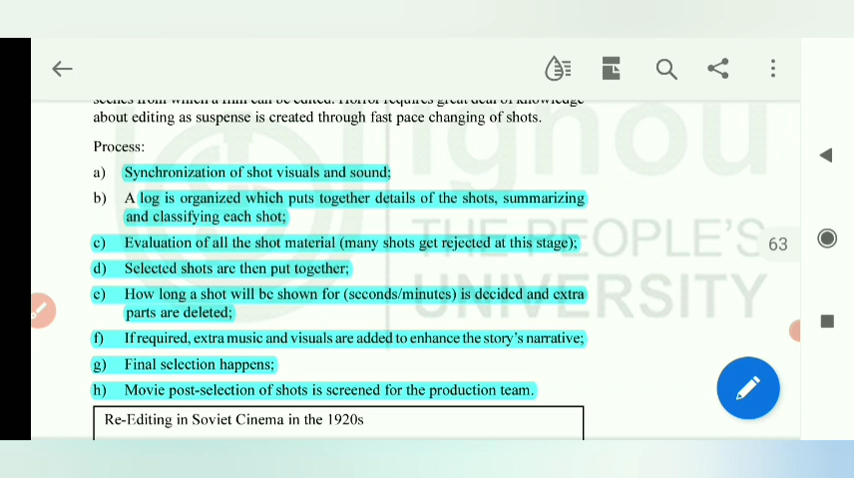 about editing as suspense is created through fast pace changing of shots.
Process:
a) Synchronization of shot visuals and sound;
b) A log is organized which puts together details of the shots, summarizing
and classifying each shot;
c) Evaluation of all the shot material (many shots get rejected at this stage);
d) Selected shots are then put together;
e) How long a shot will be shown for (seconds/minutes) is decided and extra
parts are deleted;
f) If required, extra music and visuals are added to enhance the story's narrative;
g) Final selection happens;
h) Movie post-selection of shots is screened for the production team.
Re-Editing in Soviet Cinema in the 1920s
63
ignou
THE PEOPLE'S
UNIVERSITY